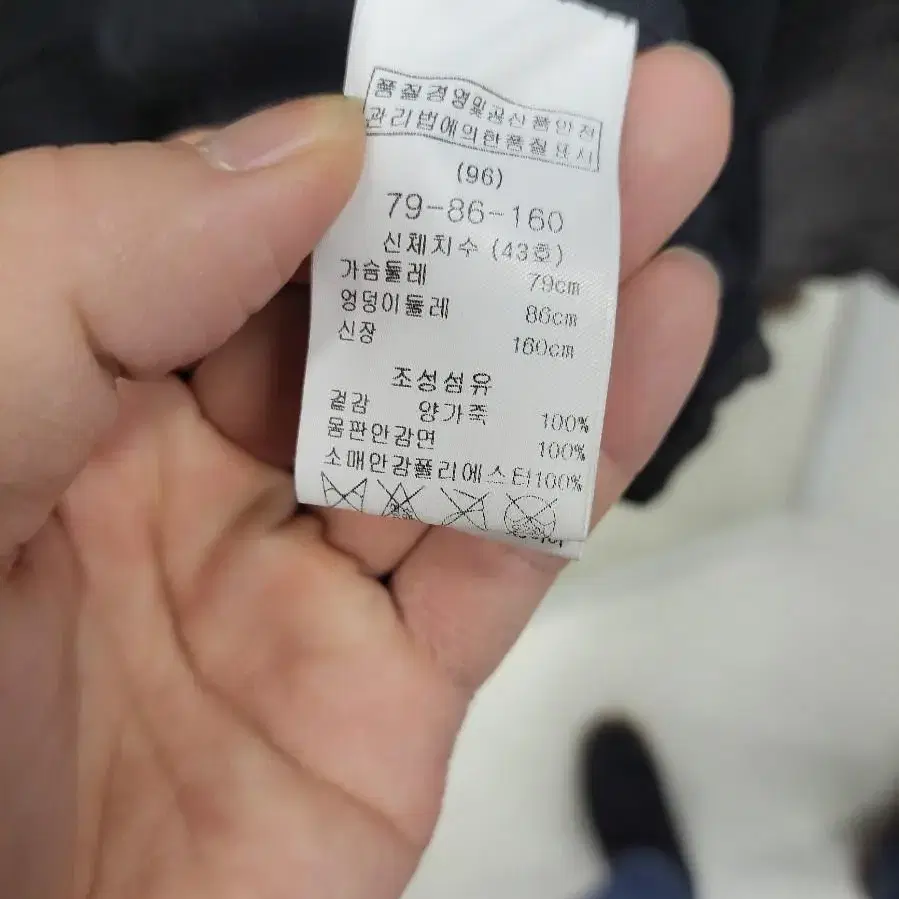 품질경영및공산품안전
관리법에의한품질표시
(96)
79-86-160
신체치수 (43호)
가슴둘레 79cm
엉덩이둘레 86cm
신장 160cm
조성섬유
겉감 양가죽 100%
몸판안감면 100%
소매안감폴리에스터100%